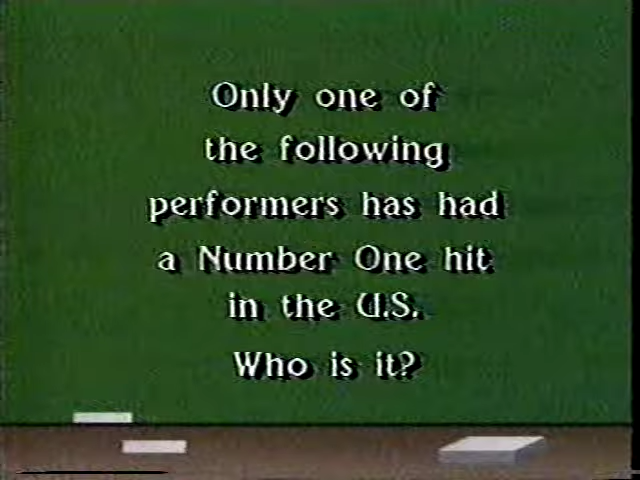 Only one of
the following
performers has had
a Number One hit
in the U.S.
Who is it?